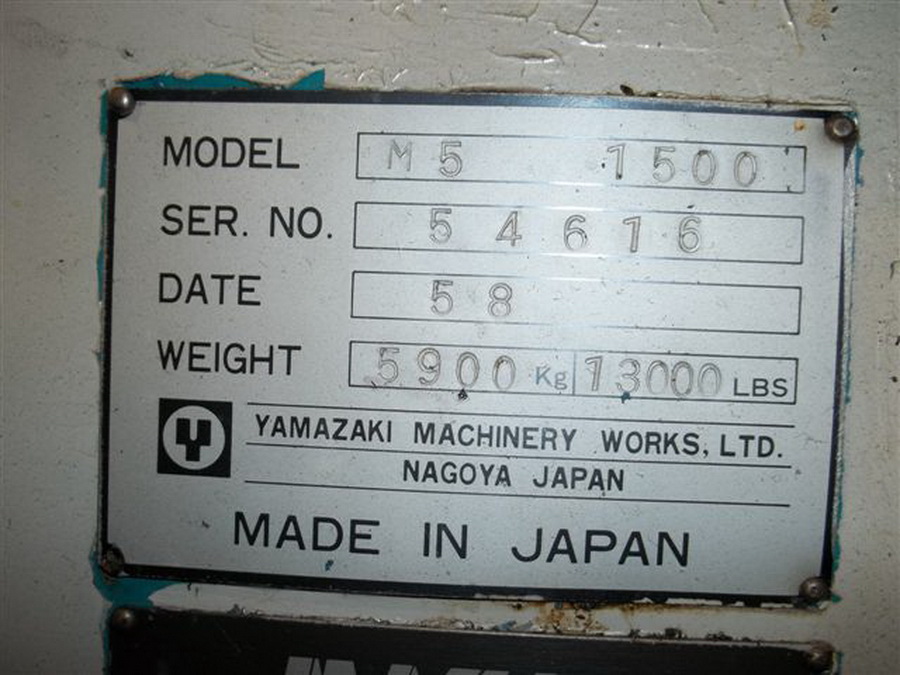 MODEL M5 1500
SER. NO. 54616
DATE 58
WEIGHT 5900 Kg 13000 LBS
Y
YAMAZAKI MACHINERY WORKS, LTD.
NAGOYA JAPAN
MADE IN JAPAN